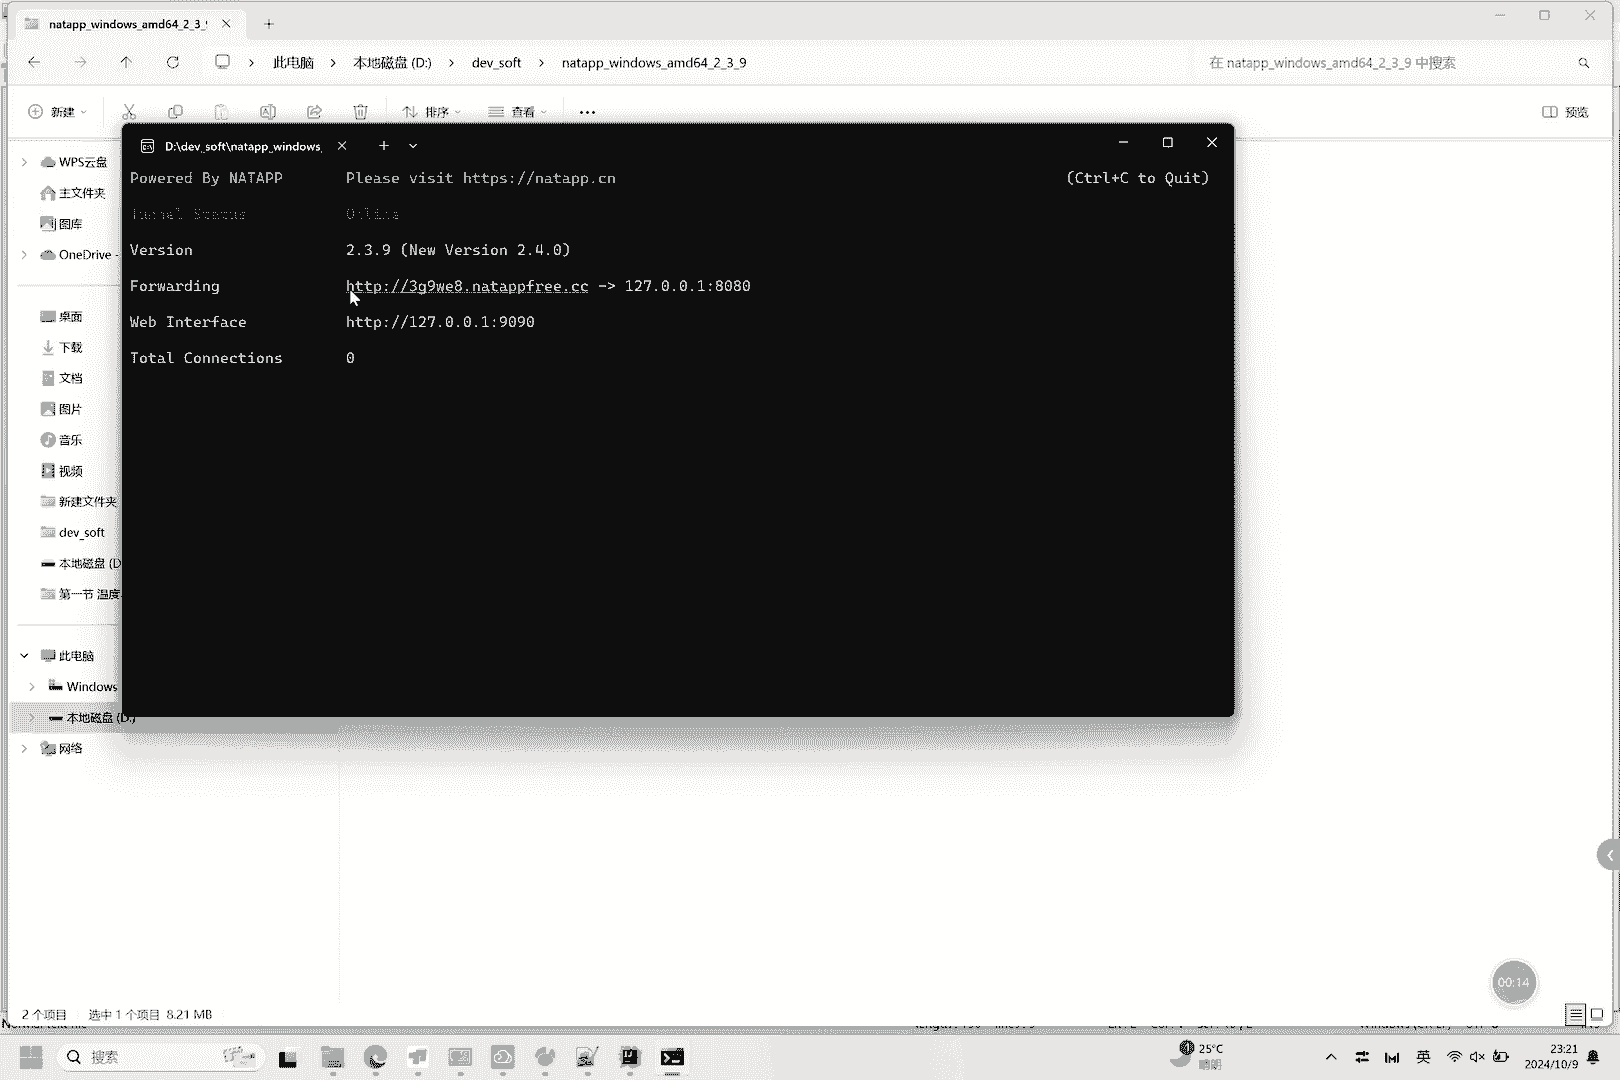 natapp_windows_amd64_2_3_
此电脑 > 本地磁盘 (D:) > dev_soft > natapp_windows_amd64_2_3_9
在 natapp_windows_amd64_2_3_9 中搜索
新建
排序
查看
预览
D:\dev_soft\natapp_windows
Powered By NATAPP Please visit https://natapp.cn (Ctrl+C to Quit)
Tunnel Status Online
Version 2.3.9 (New Version 2.4.0)
Forwarding http://3g9we8.natappfree.cc -> 127.0.0.1:8080
Web Interface http://127.0.0.1:9090
Total Connections 0
WPS云盘
主文件夹
图库
OneDrive -
桌面
下载
文档
图片
音乐
视频
新建文件夹
dev_soft
本地磁盘 (D
第一节 温度
此电脑
Windows
本地磁盘 (D:)
网络
00:14
2 个项目 选中 1 个项目 8.21 MB
搜索
25°C
晴朗
英
23:21
2024/10/9